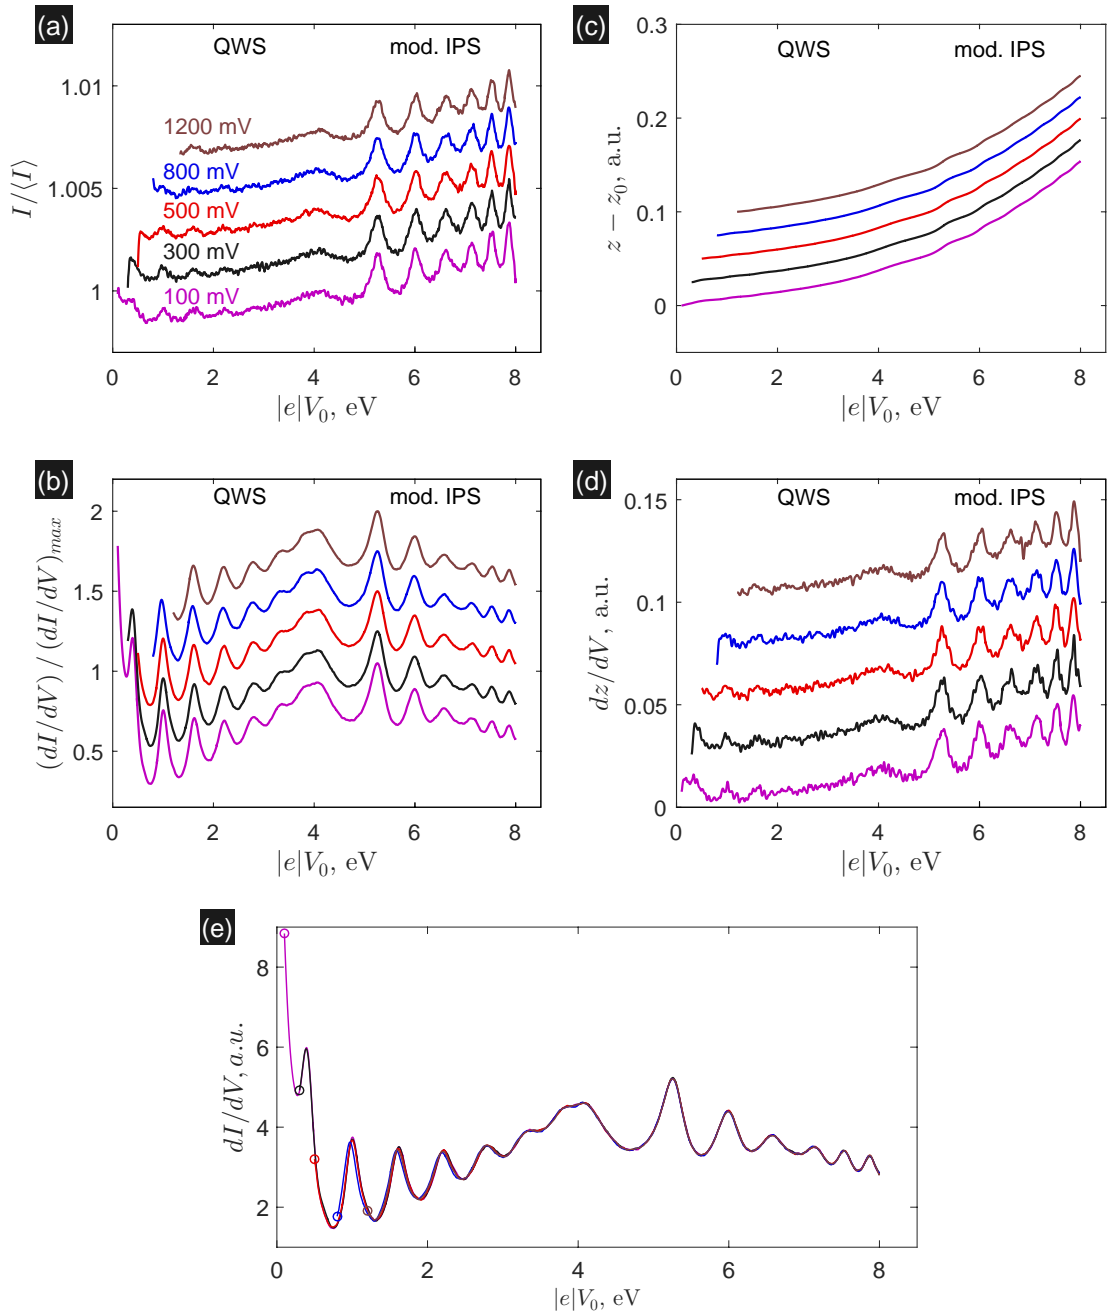 (a)
QWS mod. IPS
1.01
1.005
1
I/⟨I⟩
1200 mV
800 mV
500 mV
300 mV
100 mV
0 2 4 6 8
|e|V₀, eV
(c)
QWS mod. IPS
0.3
0.2
0.1
0
z − z₀, a.u.
0 2 4 6 8
|e|V₀, eV
(b)
QWS mod. IPS
2
1.5
1
0.5
(dI/dV) / (dI/dV)max
0 2 4 6 8
|e|V₀, eV
(d)
QWS mod. IPS
0.15
0.1
0.05
0
dz/dV, a.u.
0 2 4 6 8
|e|V₀, eV
(e)
8
6
4
2
dI/dV, a.u.
0 2 4 6 8
|e|V₀, eV